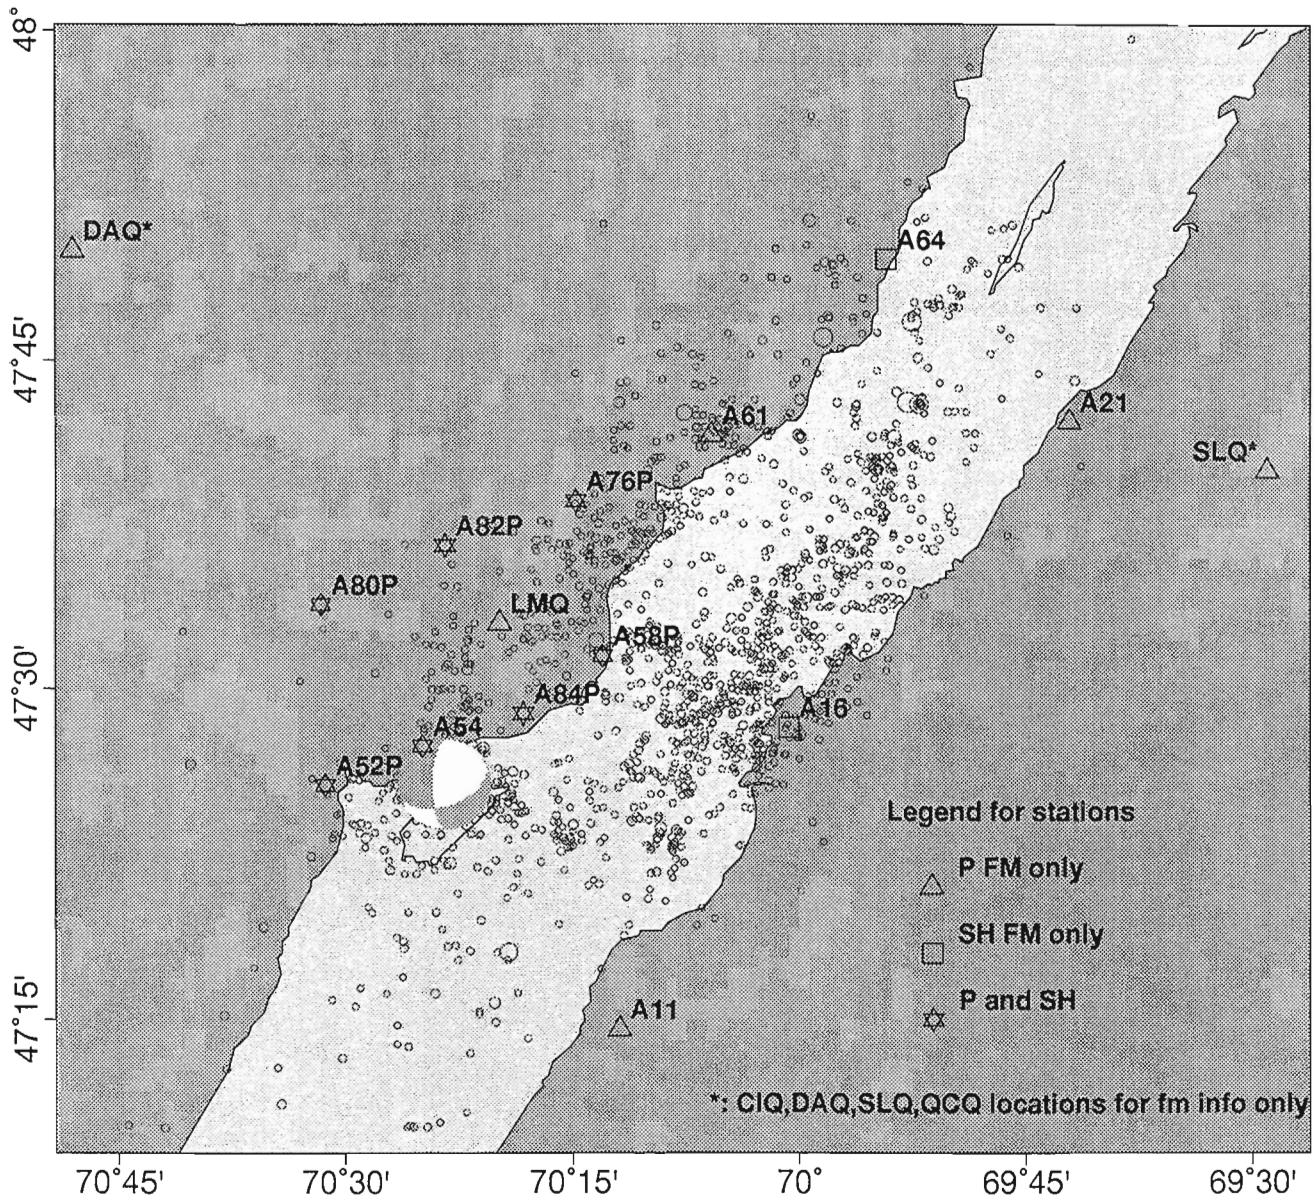 48°
DAQ*
A64
47°45'
A61
A21
SLQ*
A76P
A82P
A80P
LMQ
A58P
47°30'
A84P
A16
A54
A52P
Legend for stations
P FM only
SH FM only
P and SH
47°15'
A11
*: CIQ,DAQ,SLQ,QCQ locations for fm info only
70°45'
70°30'
70°15'
70°
69°45'
69°30'